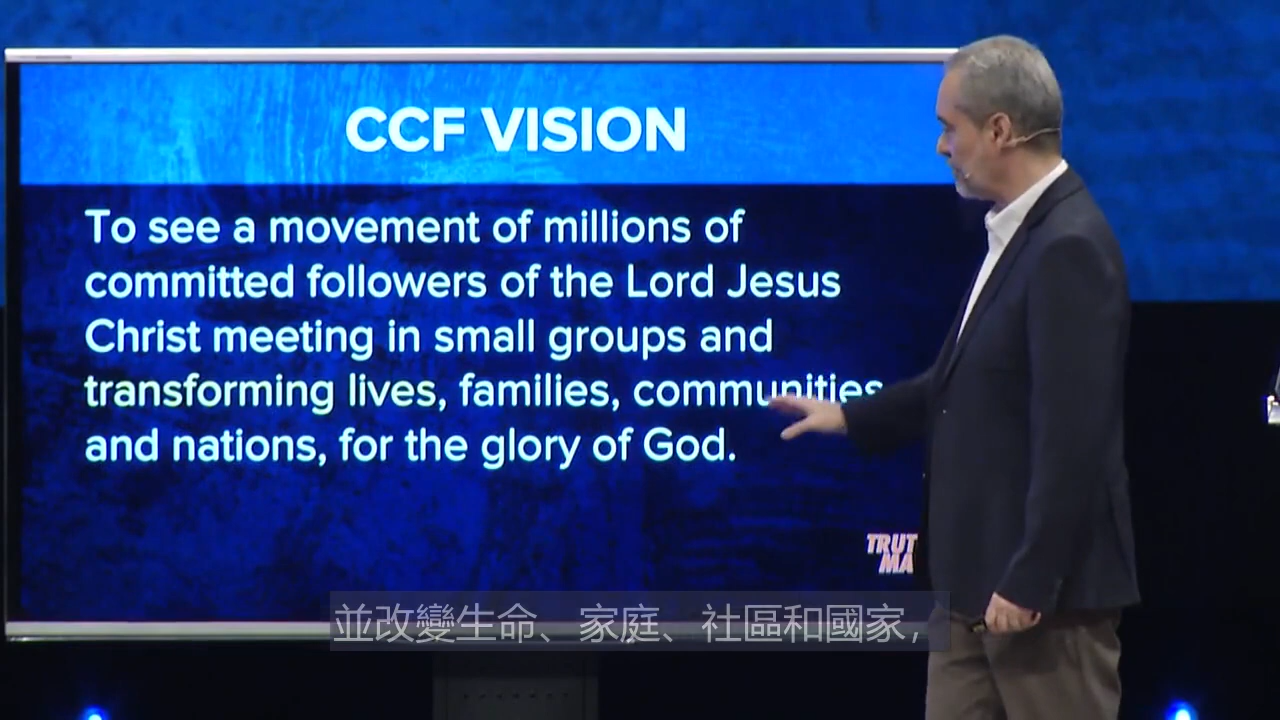 CCF VISION
To see a movement of millions of
committed followers of the Lord Jesus
Christ meeting in small groups and
transforming lives, families, communities
and nations, for the glory of God.
TRUT
MA
並改變生命、家庭、社區和國家，